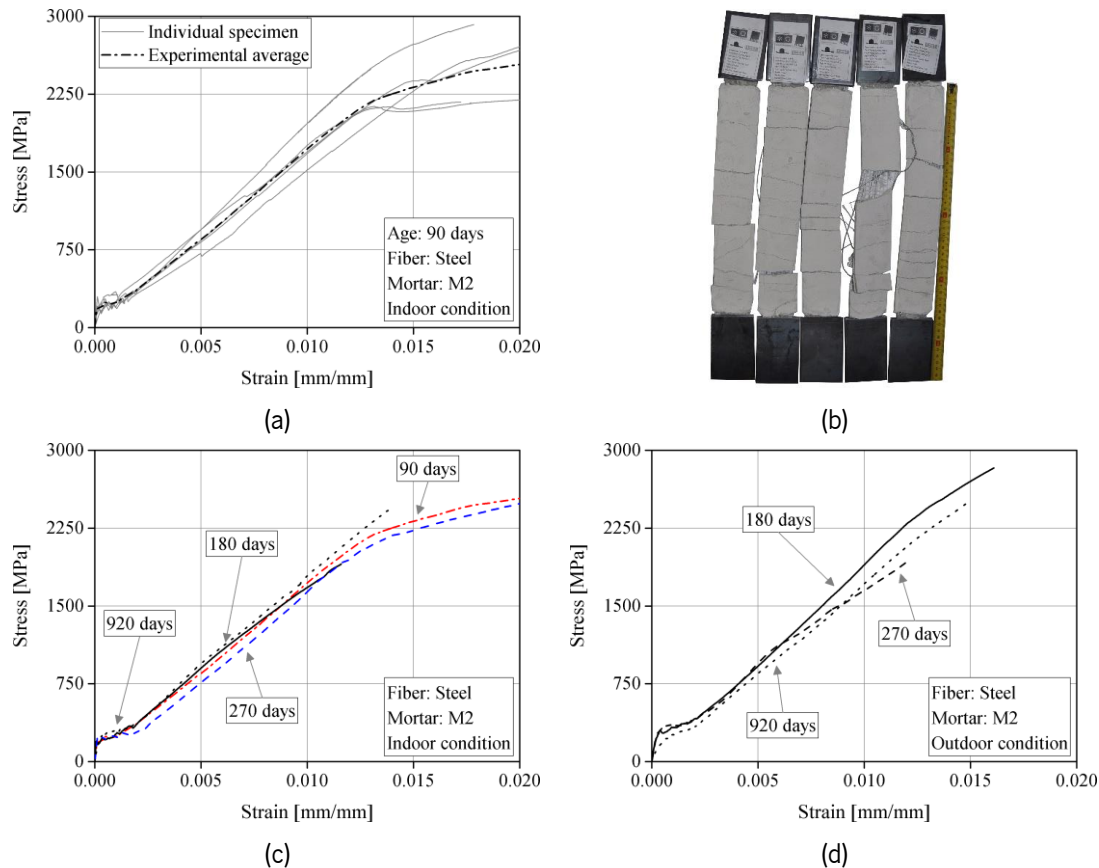 3000
2250
1500
750
0
Stress [MPa]
Individual specimen
Experimental average
Age: 90 days
Fiber: Steel
Mortar: M2
Indoor condition
0.000 0.005 0.010 0.015 0.020
Strain [mm/mm]
(a)
(b)
3000
2250
1500
750
0
Stress [MPa]
90 days
180 days
920 days
270 days
Fiber: Steel
Mortar: M2
Indoor condition
0.000 0.005 0.010 0.015 0.020
Strain [mm/mm]
(c)
3000
2250
1500
750
0
Stress [MPa]
180 days
270 days
920 days
Fiber: Steel
Mortar: M2
Outdoor condition
0.000 0.005 0.010 0.015 0.020
Strain [mm/mm]
(d)